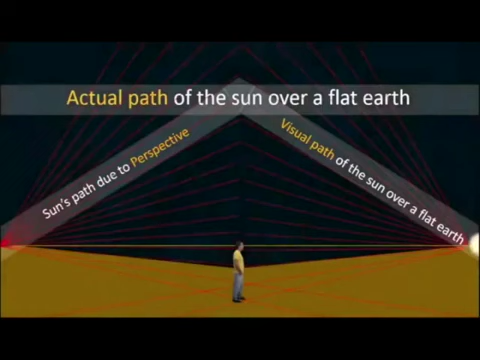 Actual path of the sun over a flat earth
Sun's path due to Perspective
Visual path of the sun over a flat earth